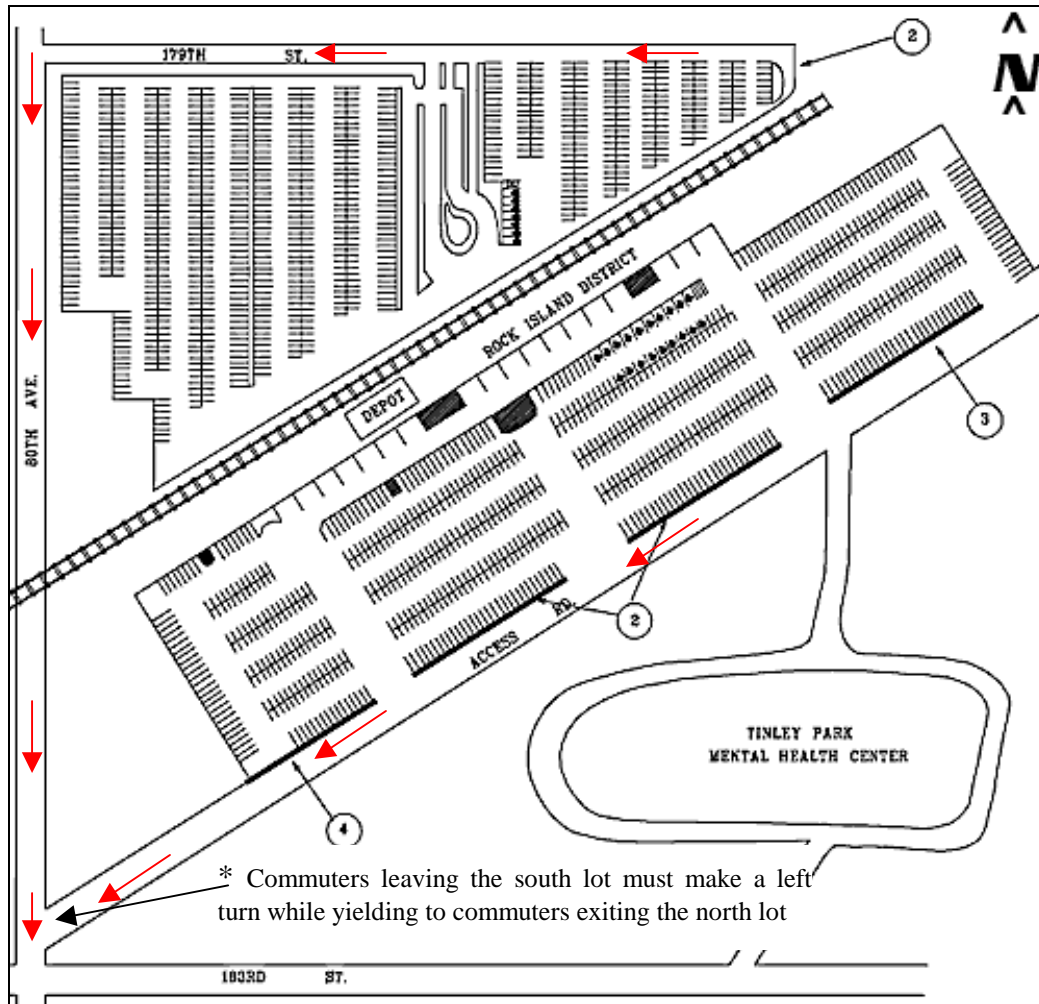 179TH ST.
2
^
N
^
ROCK ISLAND DISTRICT
DEPOT
80TH AVE.
3
2
ACCESS RD.
TINLEY PARK
MENTAL HEALTH CENTER
4
* Commuters leaving the south lot must make a left
turn while yielding to commuters exiting the north lot
183RD ST.